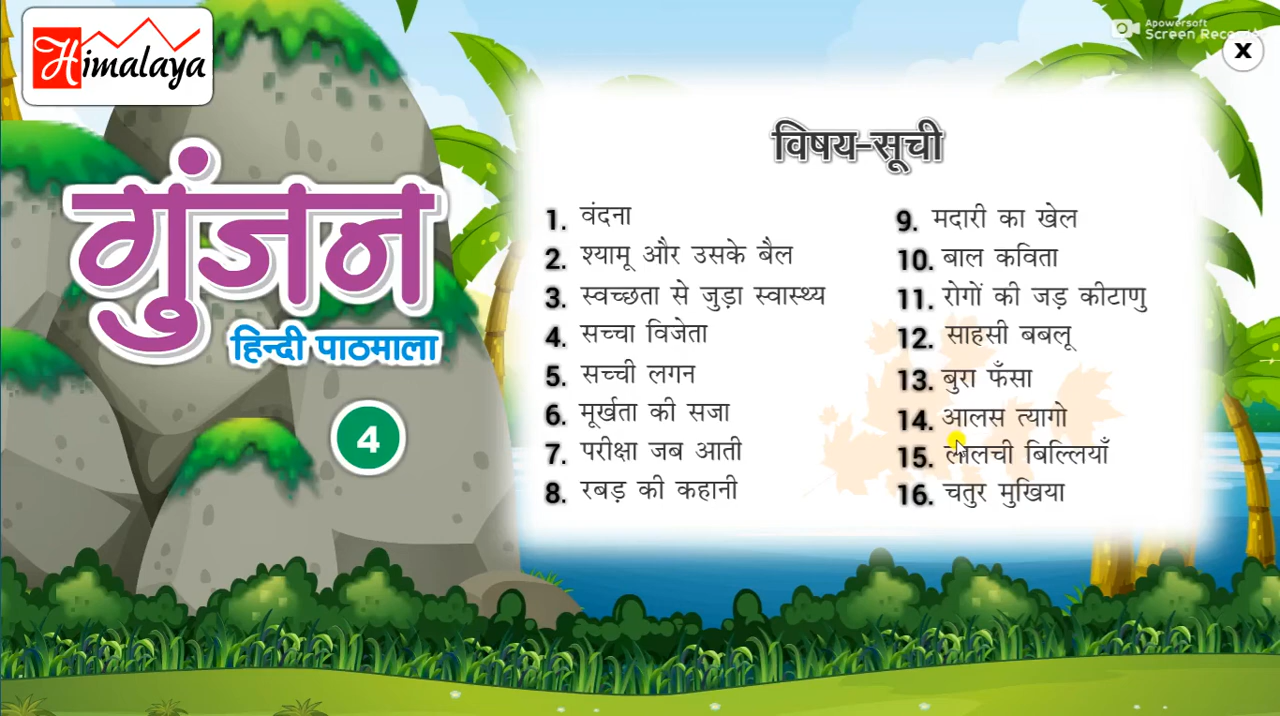 Himalaya
Apowersoft
Screen Rec
X
गुंजन
हिन्दी पाठमाला
4
विषय-सूची
1. वंदना
2. श्यामू और उसके बैल
3. स्वच्छता से जुड़ा स्वास्थ्य
4. सच्चा विजेता
5. सच्ची लगन
6. मूर्खता की सजा
7. परीक्षा जब आती
8. रबड़ की कहानी
9. मदारी का खेल
10. बाल कविता
11. रोगों की जड़ कीटाणु
12. साहसी बबलू
13. बुरा फँसा
14. आलस त्यागो
15. लालची बिल्लियाँ
16. चतुर मुखिया